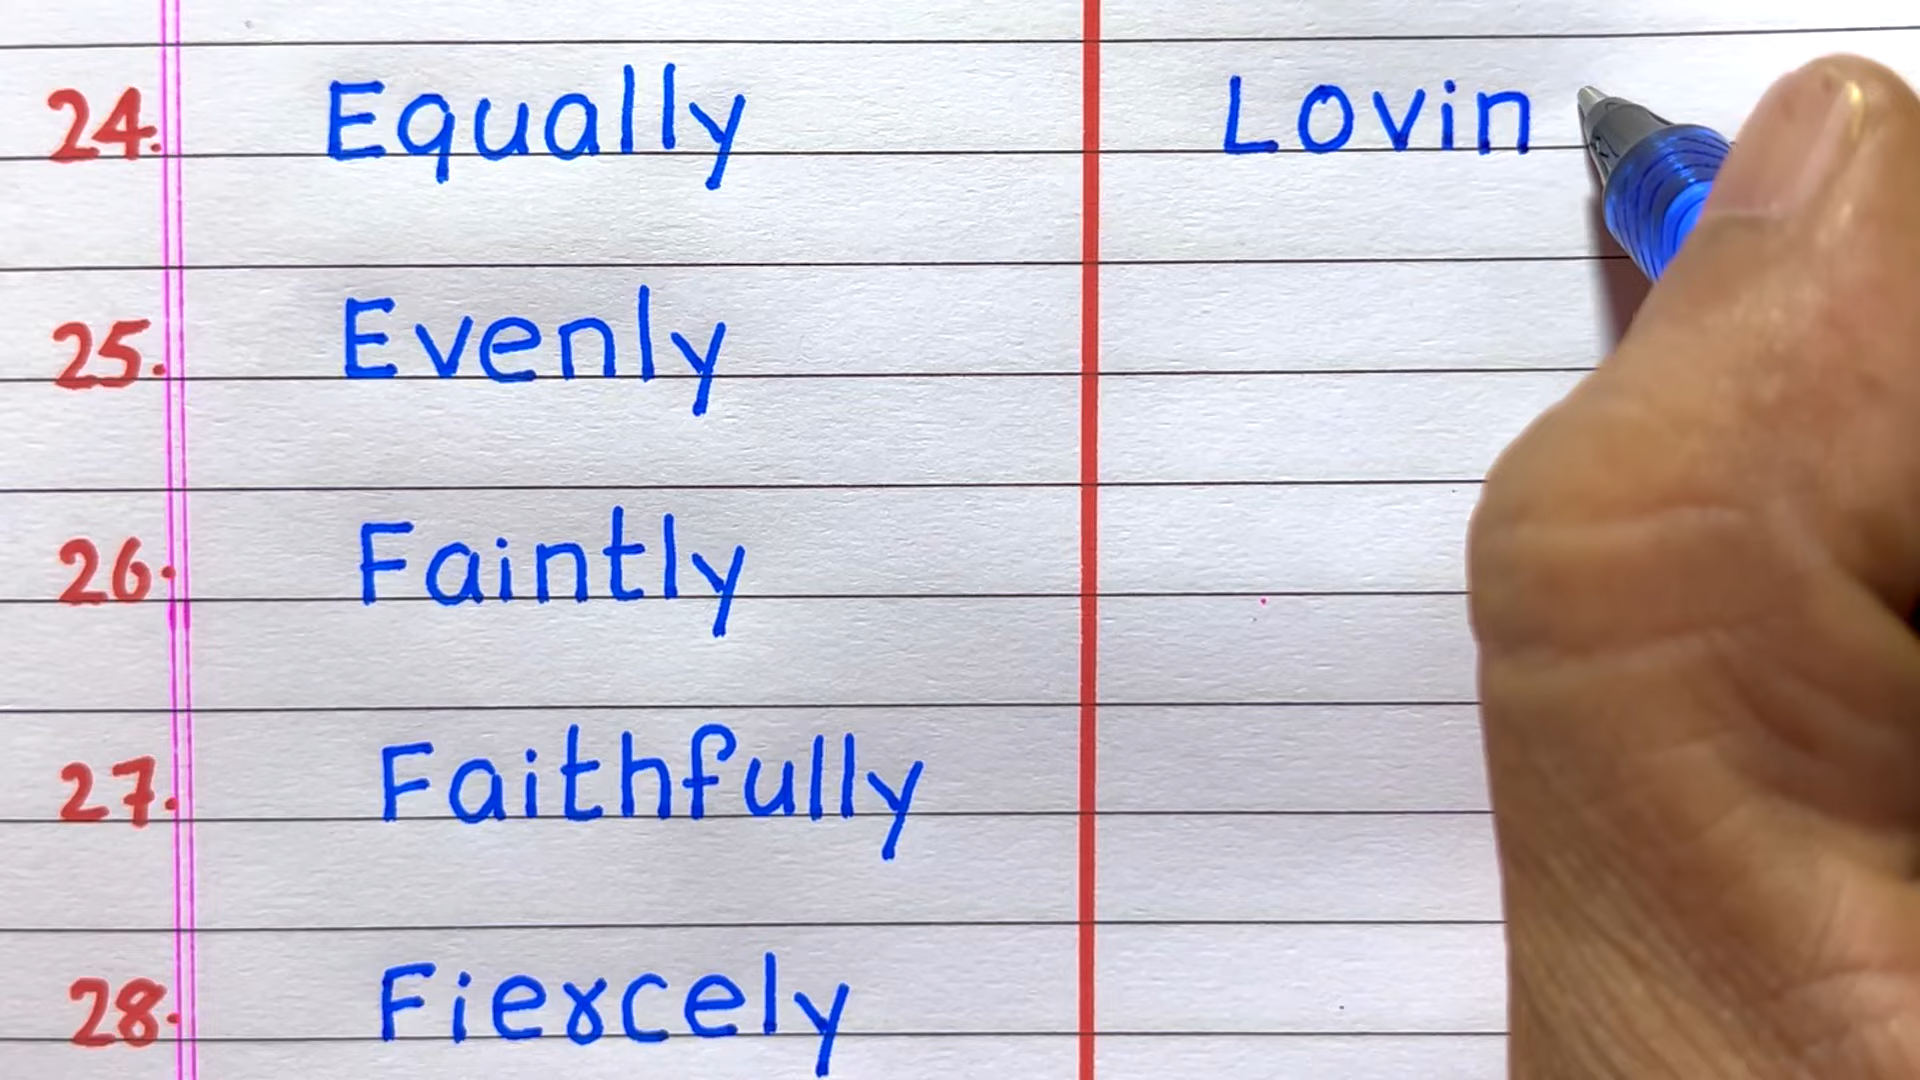 24. Equally Lovin
25. Evenly
26. Faintly
27. Faithfully
28. Fiercely